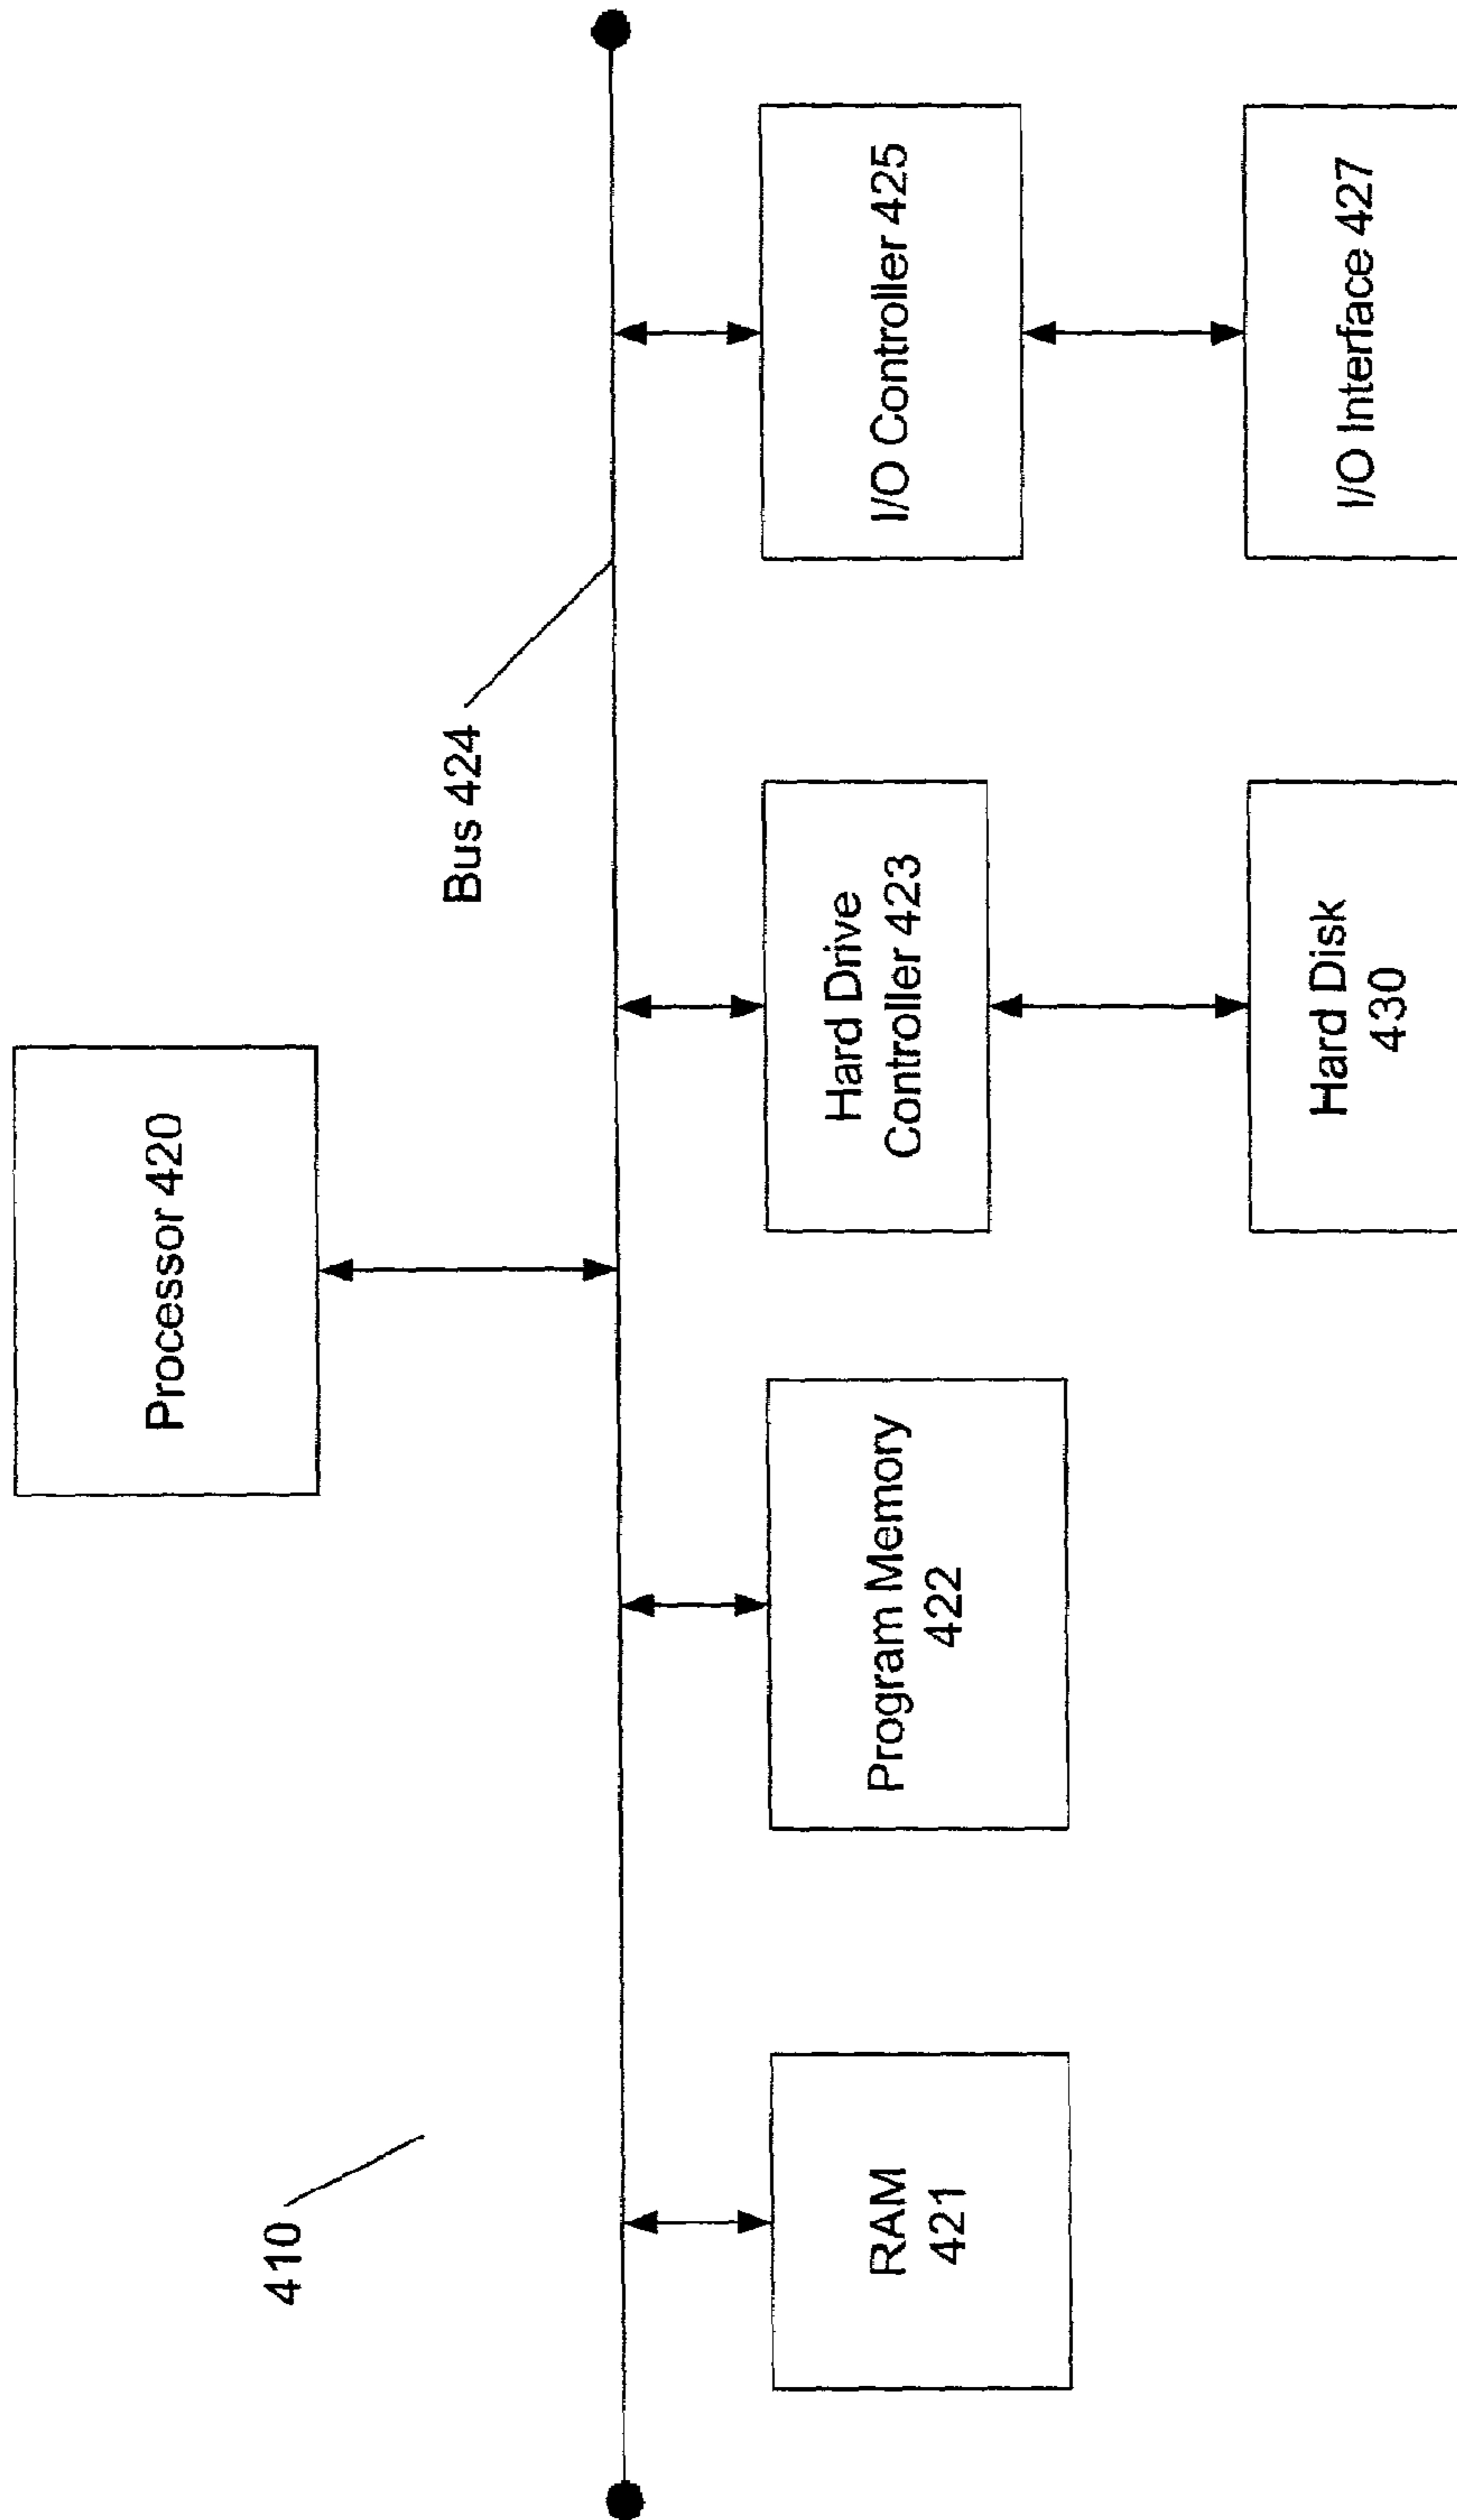 410
Processor 420
Bus 424
RAM
421
Program Memory
422
Hard Drive
Controller 423
I/O Controller 425
Hard Disk
430
I/O Interface 427